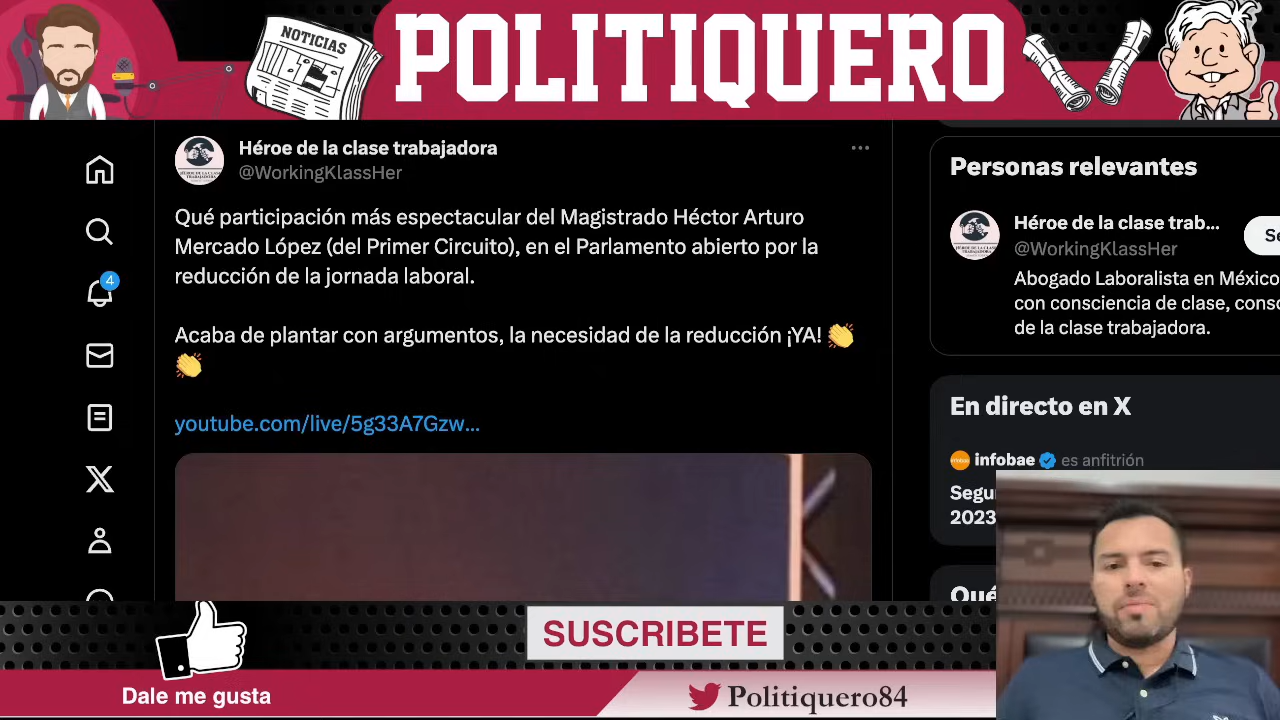 NOTICIAS
POLITIQUERO
Héroe de la clase trabajadora
@WorkingKlassHer
Qué participación más espectacular del Magistrado Héctor Arturo
Mercado López (del Primer Circuito), en el Parlamento abierto por la
reducción de la jornada laboral.
Acaba de plantar con argumentos, la necesidad de la reducción ¡YA! 👏
👏
youtube.com/live/5g33A7Gzw...
4
Personas relevantes
Héroe de la clase trab...
@WorkingKlassHer
Se
Abogado Laboralista en México
con consciencia de clase, consc
de la clase trabajadora.
En directo en X
infobae es anfitrión
Segu
2023
Qué
SUSCRIBETE
Dale me gusta
Politiquero84